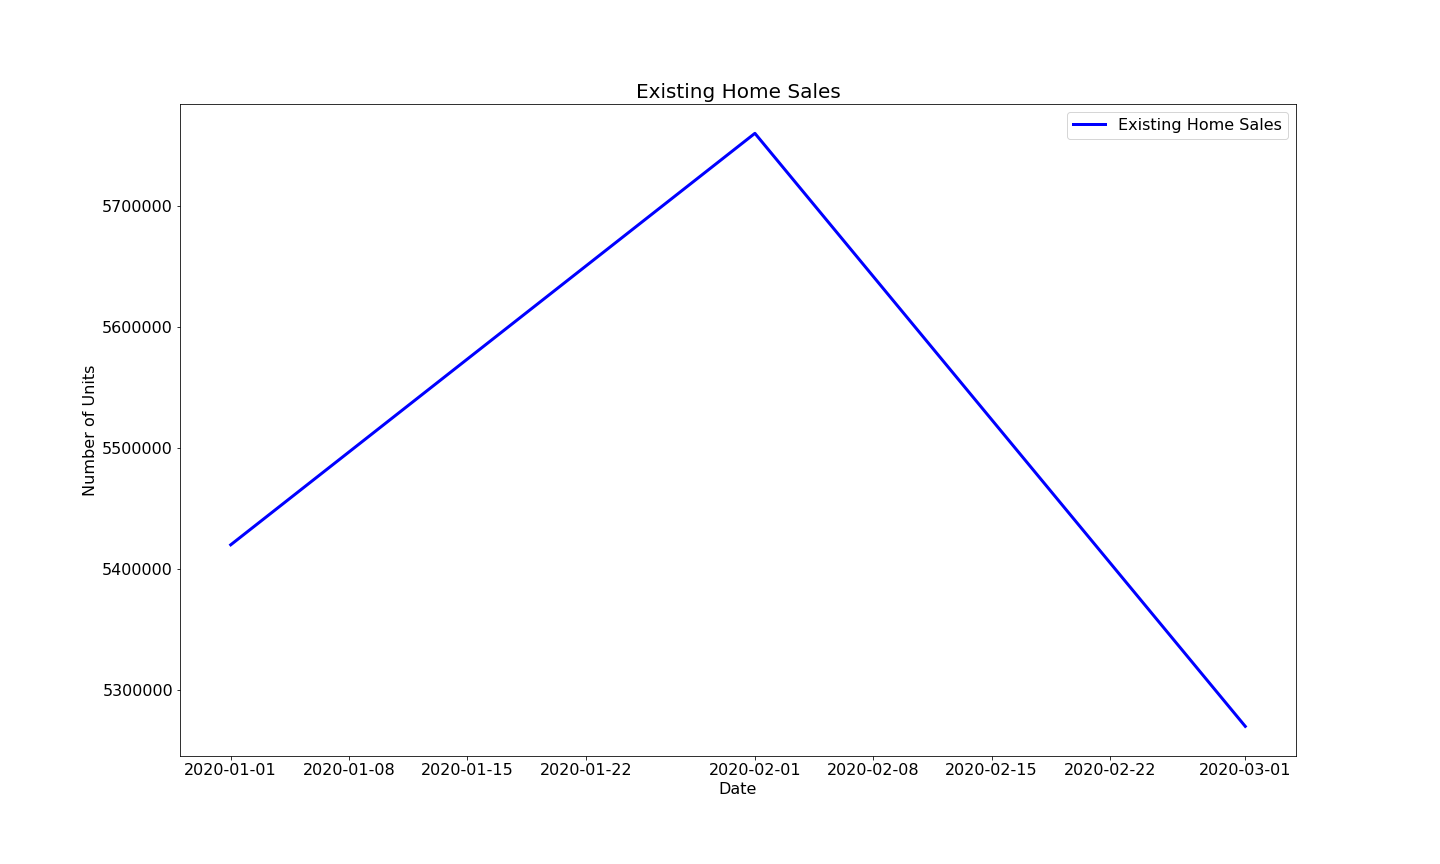 Existing Home Sales
Existing Home Sales
5700000
5600000
5500000
5400000
5300000
Number of Units
2020-01-01 2020-01-08 2020-01-15 2020-01-22 2020-02-01 2020-02-08 2020-02-15 2020-02-22 2020-03-01
Date